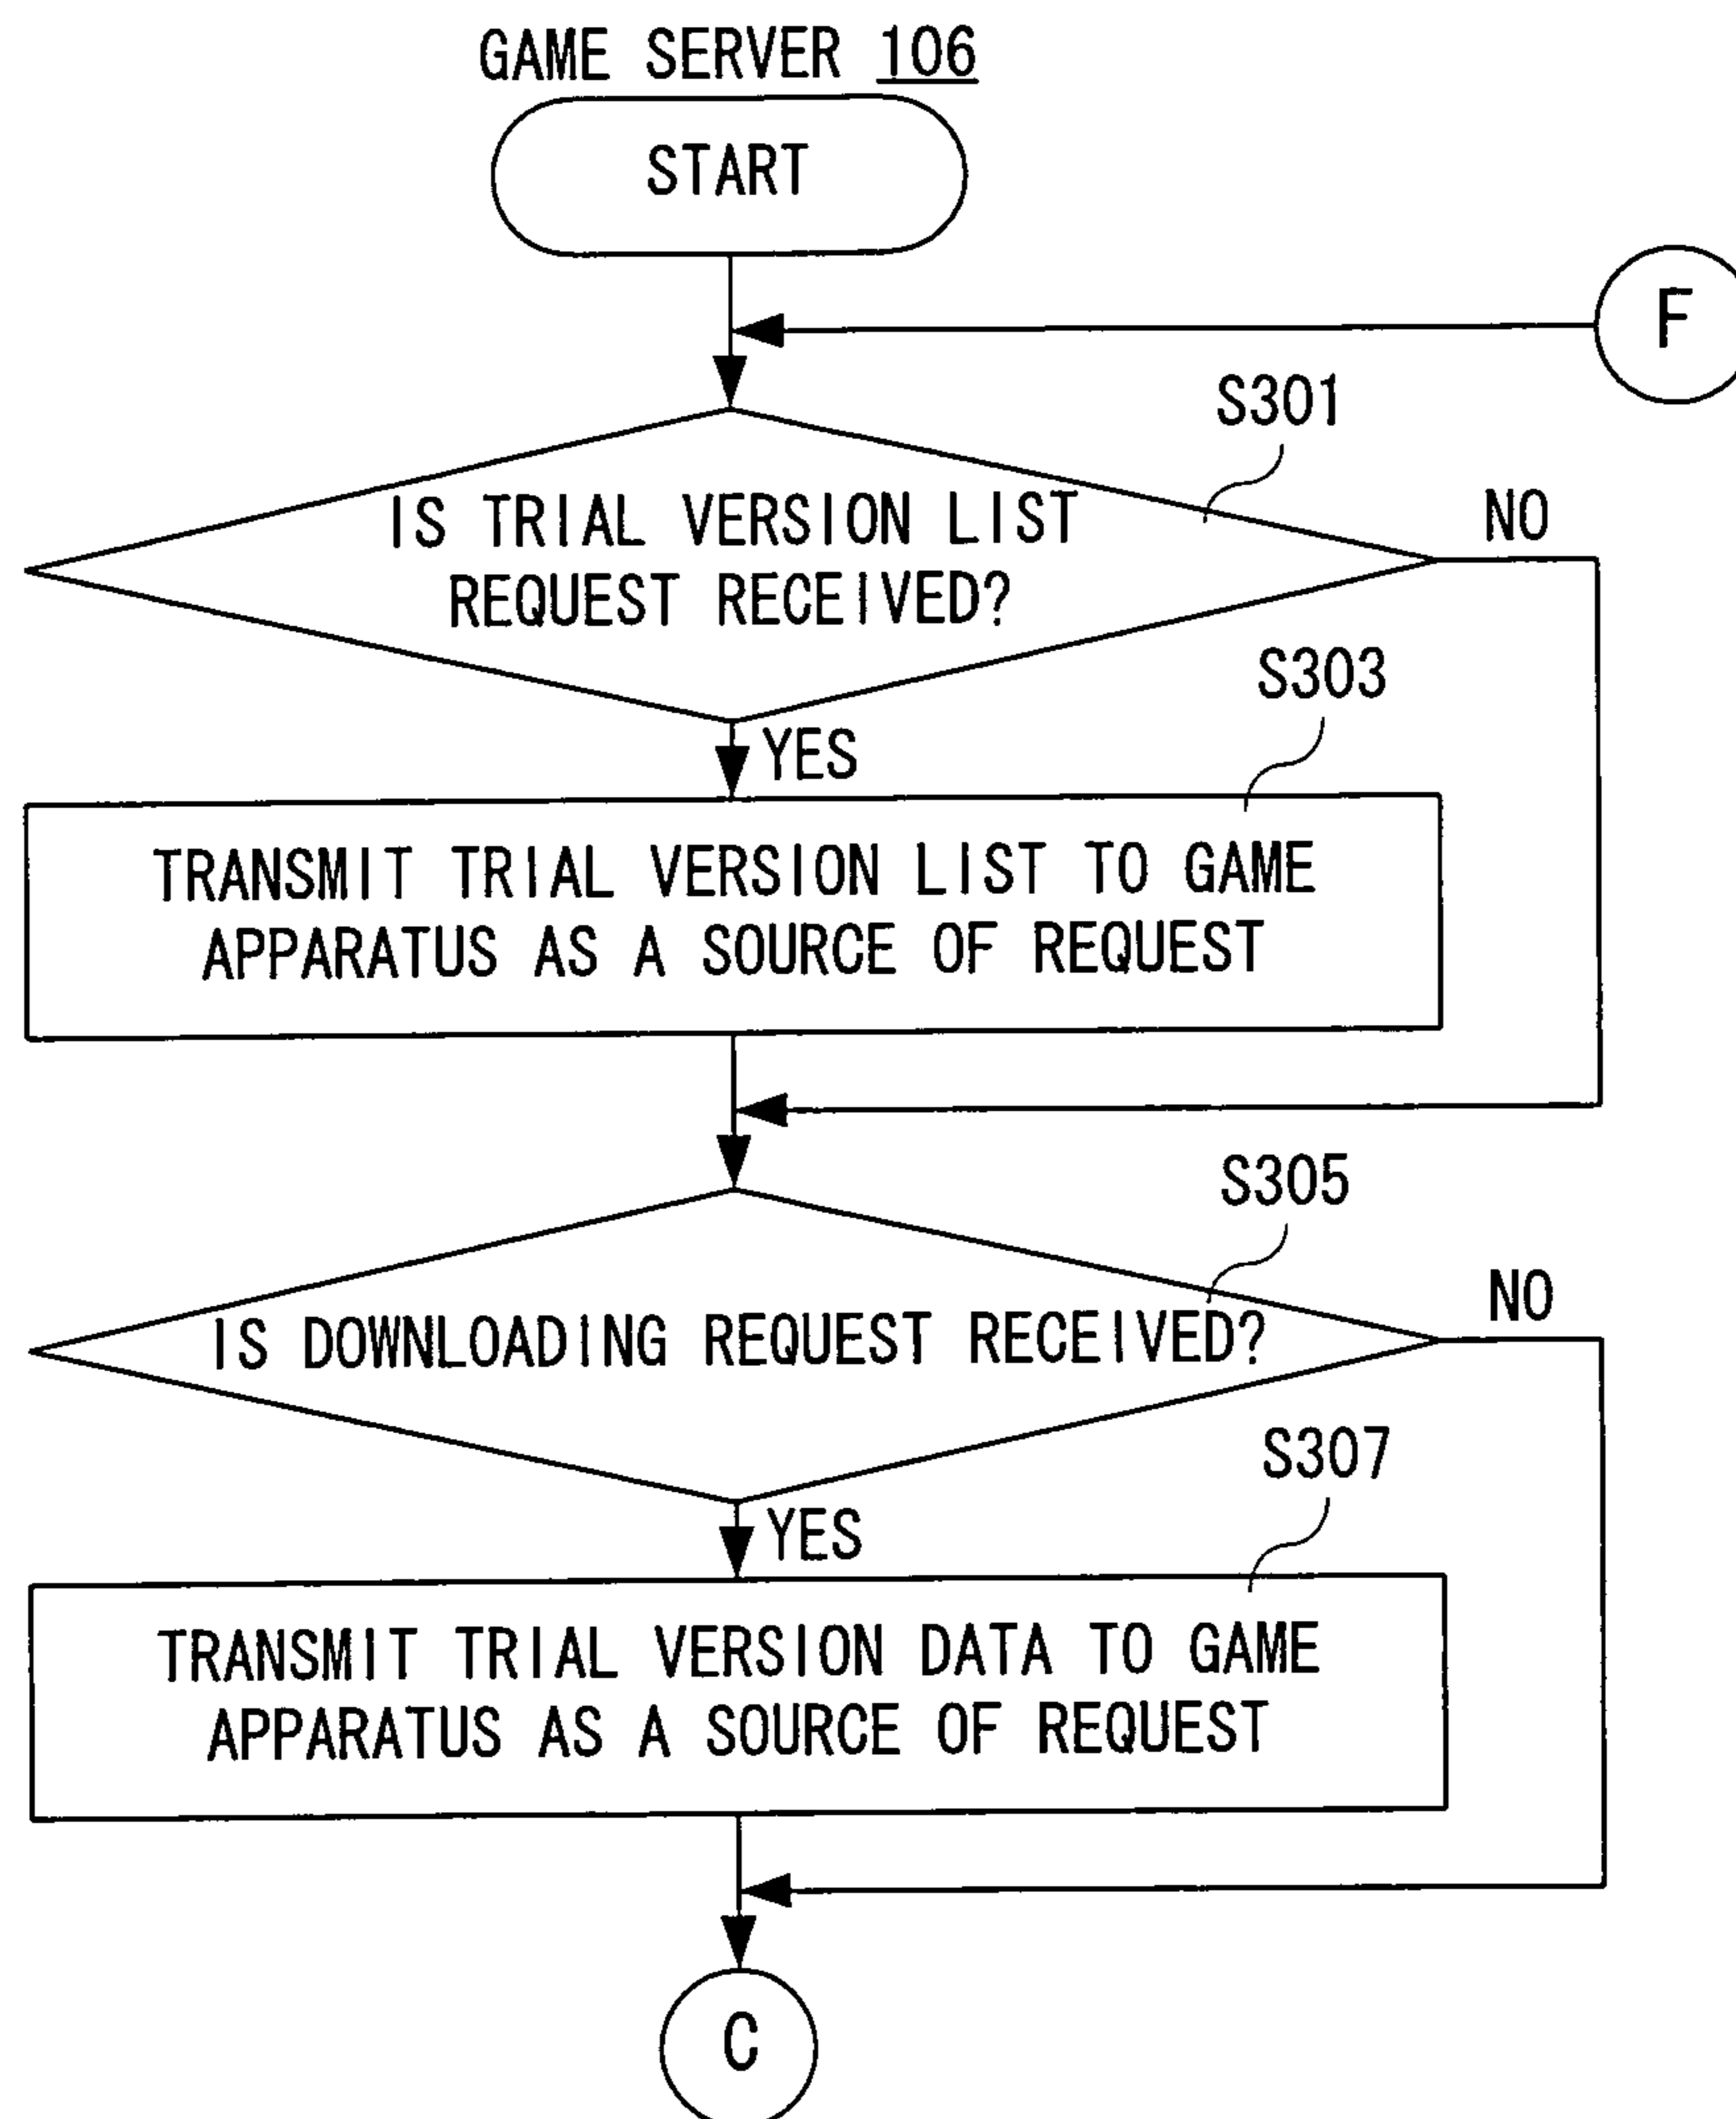 GAME SERVER 106
START
F
S301
IS TRIAL VERSION LIST
REQUEST RECEIVED?
NO
S303
YES
TRANSMIT TRIAL VERSION LIST TO GAME
APPARATUS AS A SOURCE OF REQUEST
S305
IS DOWNLOADING REQUEST RECEIVED?
NO
S307
YES
TRANSMIT TRIAL VERSION DATA TO GAME
APPARATUS AS A SOURCE OF REQUEST
C